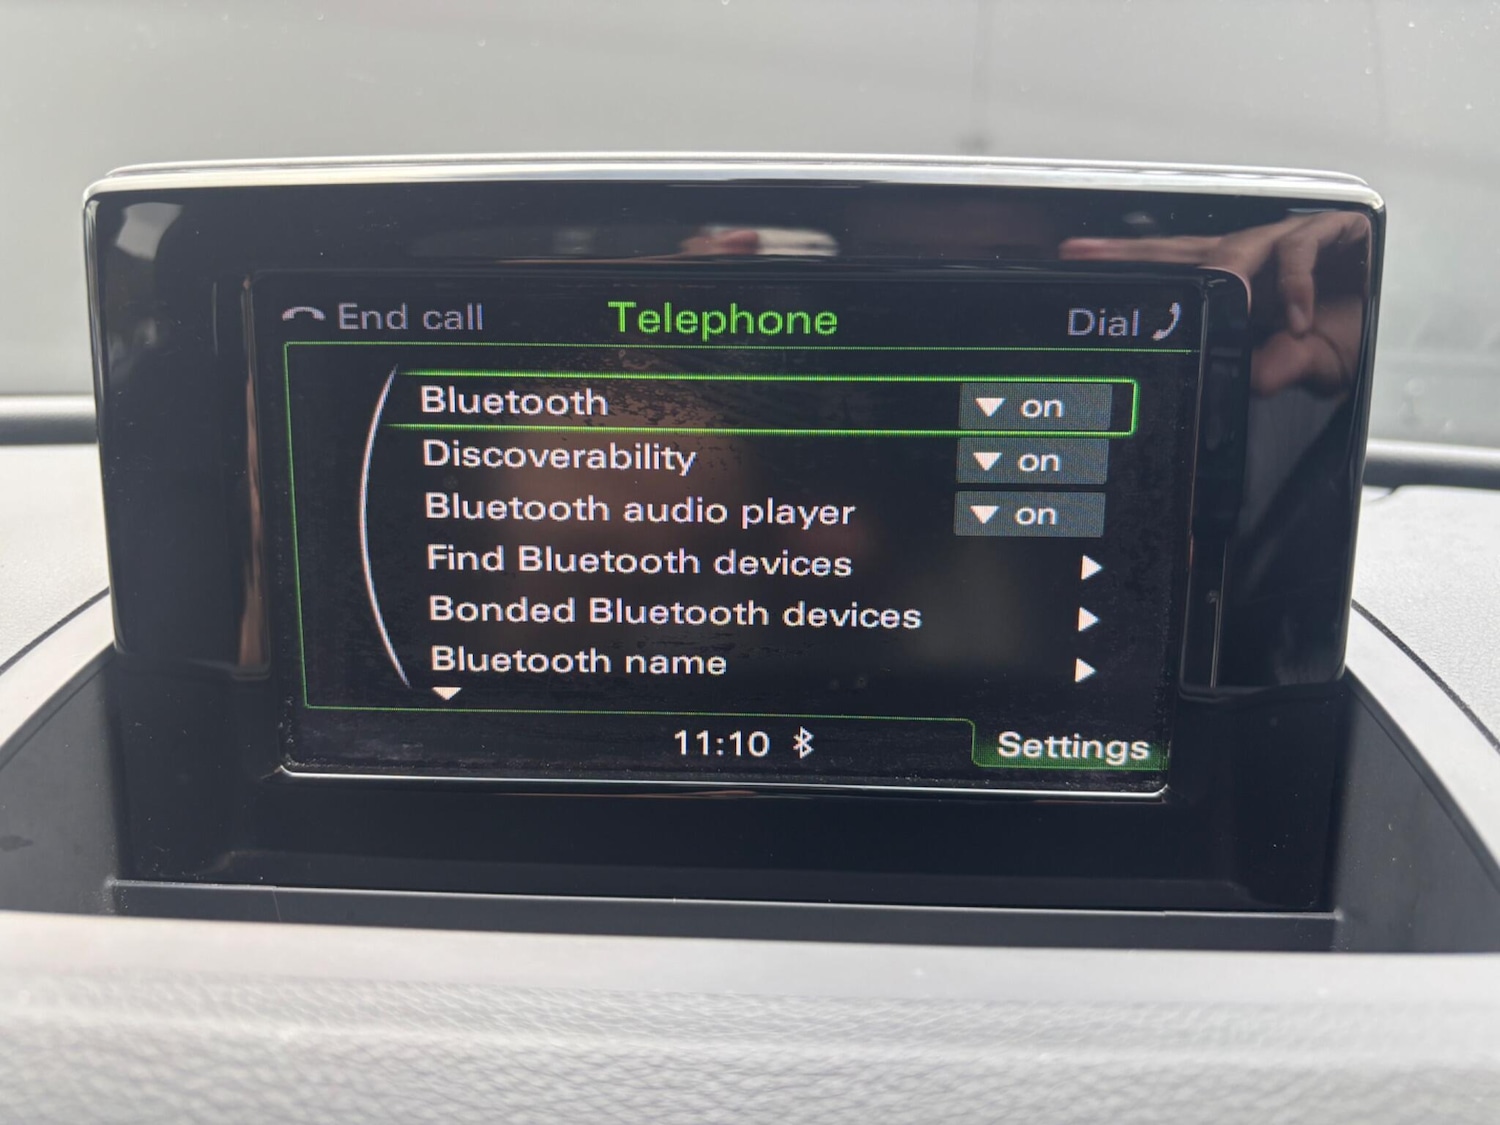 End call Telephone Dial
Bluetooth on
Discoverability on
Bluetooth audio player on
Find Bluetooth devices
Bonded Bluetooth devices
Bluetooth name
11:10 Settings